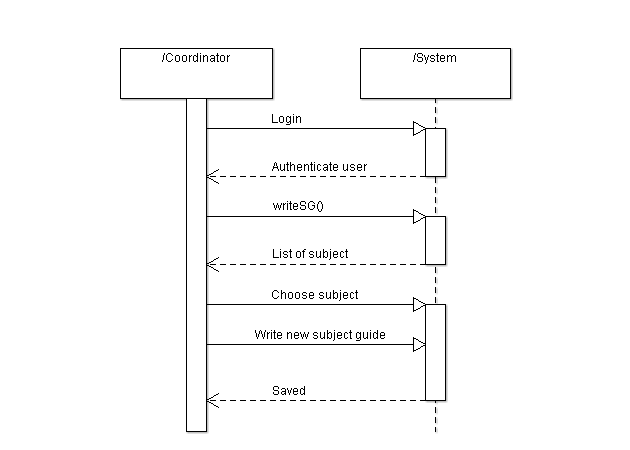 /Coordinator
/System
Login
Authenticate user
writeSG()
List of subject
Choose subject
Write new subject guide
Saved